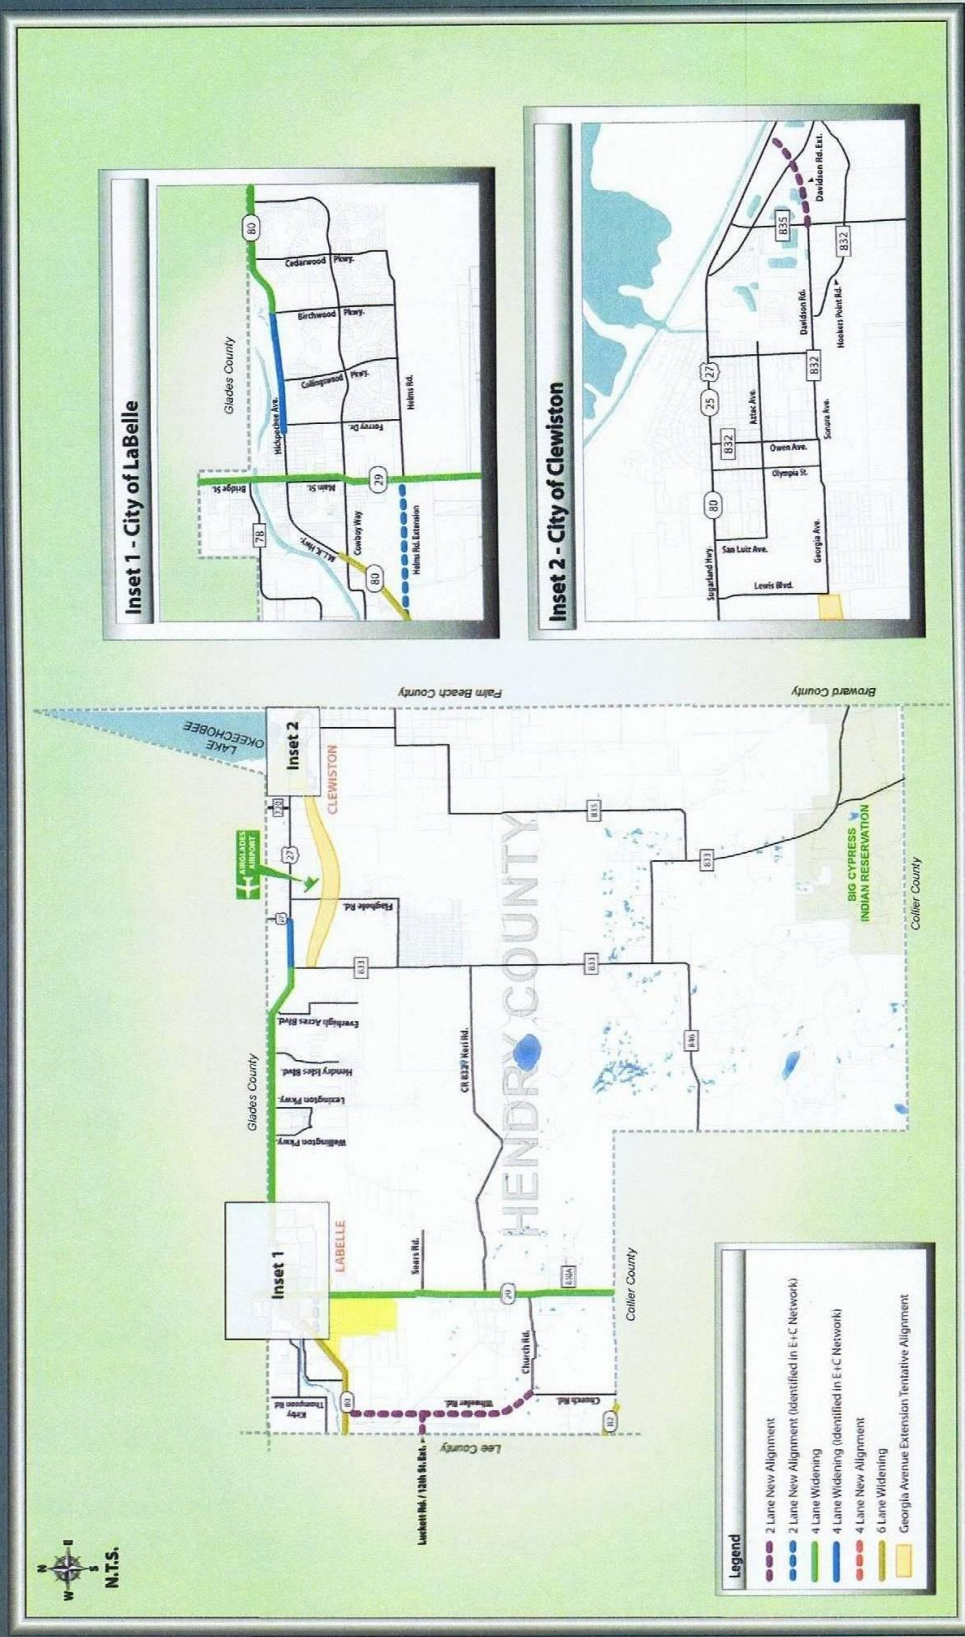 Inset 1 - City of LaBelle
Glades County
80
Cedarwood Pkwy.
Birchwood Pkwy.
Collingswood Pkwy.
Hickpochee Ave.
Forrey Dr.
Helms Rd.
Bridge St.
Main St.
29
78
M.L.K Hwy.
Cowboy Way
80
Helms Rd. Extension
Inset 2 - City of Clewiston
Davidson Rd. Ext.
835
832
Hookers Point Rd.
Davidson Rd.
27
25
832
832
Aztec Ave.
Sonora Ave.
Owen Ave.
Olympia St.
80
San Luiz Ave.
Georgia Ave.
Sugarland Hwy.
Lewis Blvd.
Palm Beach County
Broward County
LAKE
OKEECHOBEE
Inset 2
CLEWISTON
720
AIRGLADES
AIRPORT
27
27
Flaghole Rd.
833
833
835
833
BIG CYPRESS
INDIAN RESERVATION
Collier County
HENDRY COUNTY
CR 832/ Keri Rd.
846
Glades County
Everhigh Acres Blvd.
Hendry Isles Blvd.
Lexington Pkwy.
Wellington Pkwy.
Inset 1
LABELLE
Sears Rd.
29
830A
Collier County
Church Rd.
Church Rd.
Wheeler Rd.
Kirby
Thompson Rd
80
82
Lee County
Luckett Rd. / 12th St. Ext.
N
E
S
W
N.T.S.
Legend
2 Lane New Alignment
2 Lane New Alignment (Identified in E+C Network)
4 Lane Widening
4 Lane Widening (Identified in E+C Network)
4 Lane New Alignment
6 Lane Widening
Georgia Avenue Extension Tentative Alignment